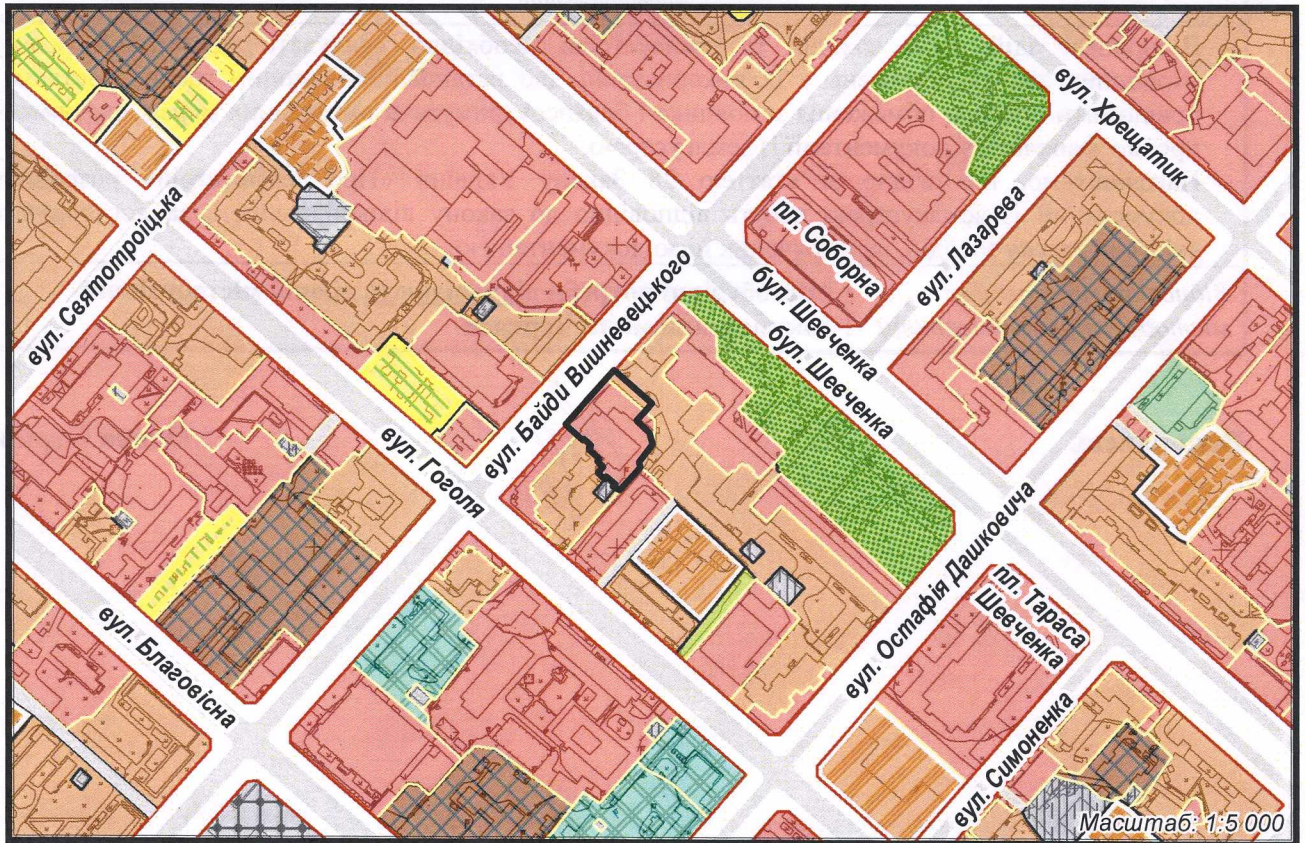 вул. Хрещатик
вул. Святотроїцька
пл. Соборна
вул. Лазарева
бул. Шевченка
бул. Шевченка
вул. Байди Вишневецького
вул. Гоголя
вул. Остафія Дашковича
пл. Тараса
Шевченка
вул. Благовісна
вул. Симоненка
Масштаб: 1:5 000